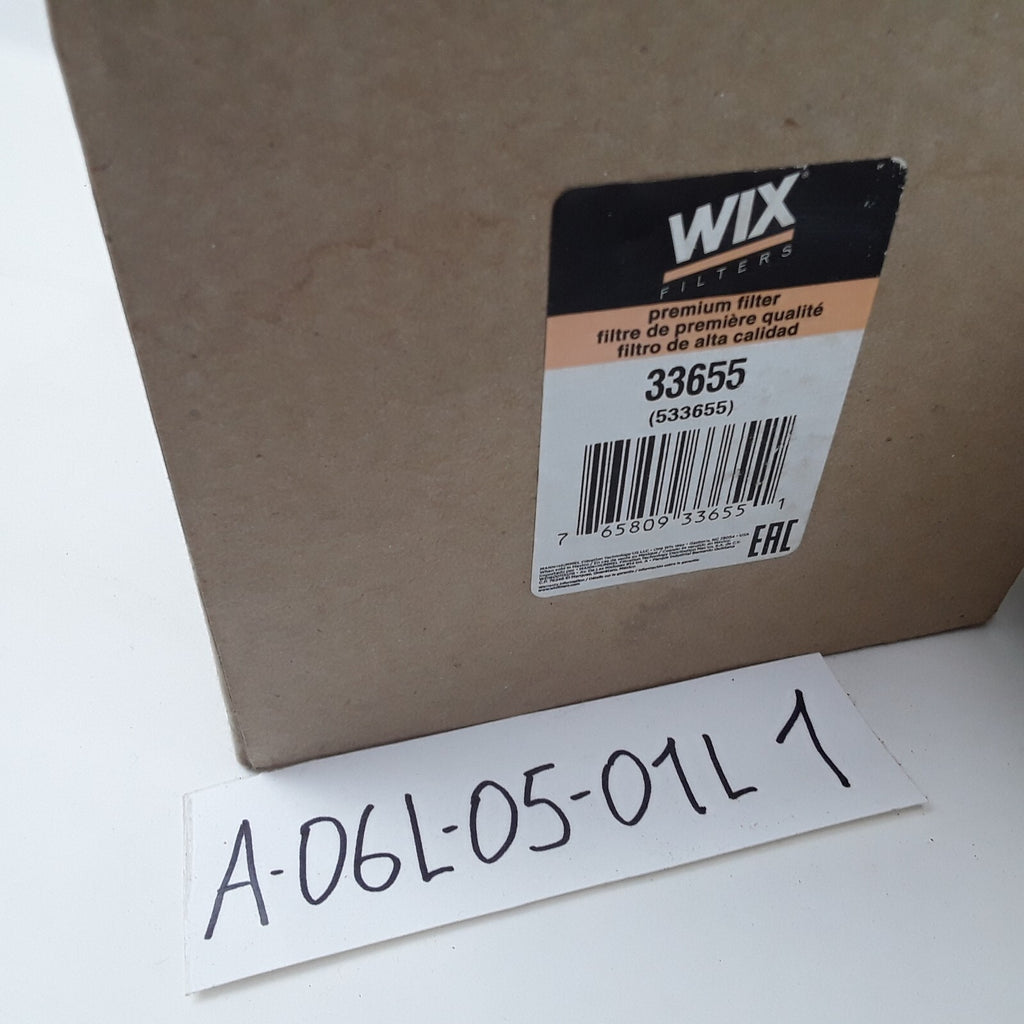 WIX
FILTERS
premium filter
filtre de première qualité
filtro de alta calidad
33655
(533655)
7 65809 33655 1
EAC
A-06L-05-01L 1